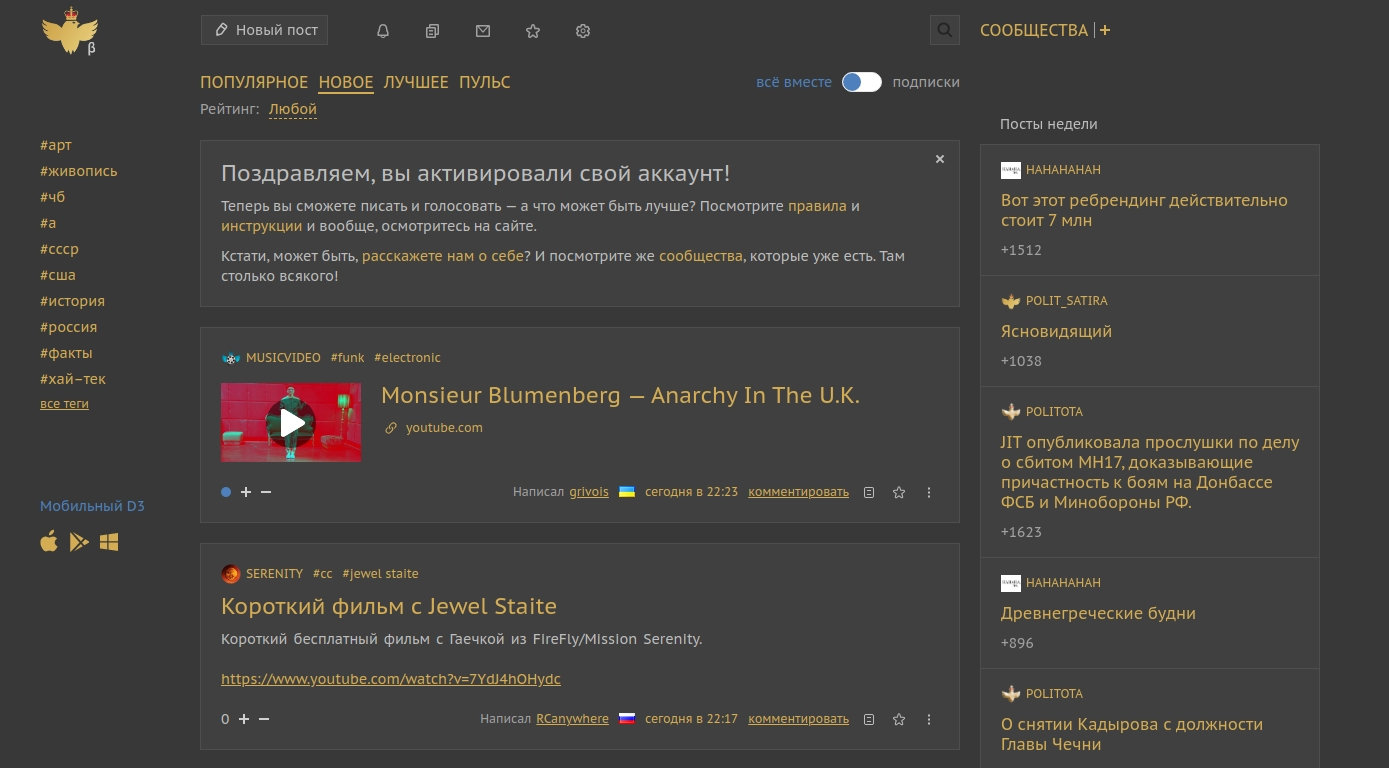 β
Новый пост
СООБЩЕСТВА | +
ПОПУЛЯРНОЕ НОВОЕ ЛУЧШЕЕ ПУЛЬС
всё вместе подписки
Рейтинг: Любой
#арт
#живопись
#чб
#а
#ссср
#сша
#история
#россия
#факты
#хай-тек
все теги
Мобильный D3
Поздравляем, вы активировали свой аккаунт!
×
Теперь вы сможете писать и голосовать — а что может быть лучше? Посмотрите правила и
инструкции и вообще, осмотритесь на сайте.
Кстати, может быть, расскажете нам о себе? И посмотрите же сообщества, которые уже есть. Там
столько всякого!
MUSICVIDEO #funk #electronic
Monsieur Blumenberg — Anarchy In The U.K.
youtube.com
+ − Написал grivois сегодня в 22:23 комментировать
SERENITY #cc #jewel staite
Короткий фильм с Jewel Staite
Короткий бесплатный фильм с Гаечкой из FireFly/Mission Serenity.
https://www.youtube.com/watch?v=7YdJ4hOHydc
0 + − Написал RCanywhere сегодня в 22:17 комментировать
Посты недели
HAHAHAHAH
Вот этот ребрендинг действительно
стоит 7 млн
+1512
POLIT_SATIRA
Ясновидящий
+1038
POLITOTA
JIT опубликовала прослушки по делу
о сбитом MH17, доказывающие
причастность к боям на Донбассе
ФСБ и Минобороны РФ.
+1623
HAHAHAHAH
Древнегреческие будни
+896
POLITOTA
О снятии Кадырова с должности
Главы Чечни